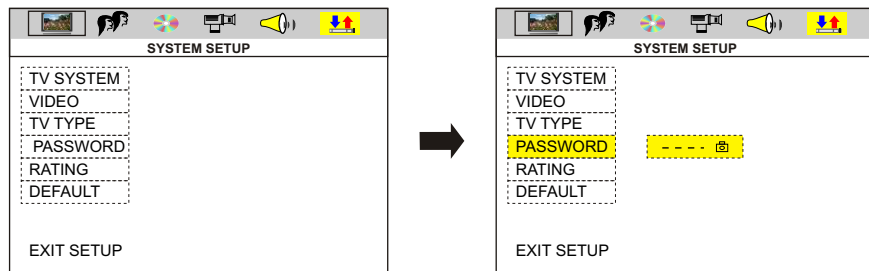 SYSTEM SETUP
TV SYSTEM
VIDEO
TV TYPE
PASSWORD
RATING
DEFAULT
EXIT SETUP
SYSTEM SETUP
TV SYSTEM
VIDEO
TV TYPE
PASSWORD - - - -
RATING
DEFAULT
EXIT SETUP